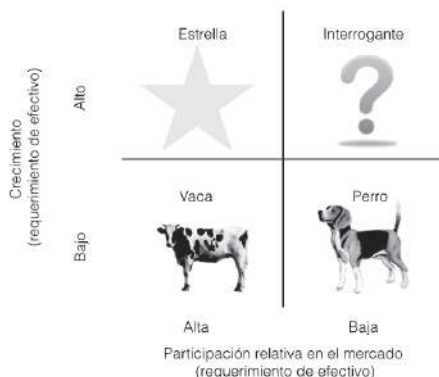 Estrella
Interrogante
Crecimiento
(requerimiento de efectivo)
Alto
Vaca
Perro
Bajo
Alta
Baja
Participación relativa en el mercado
(requerimiento de efectivo)